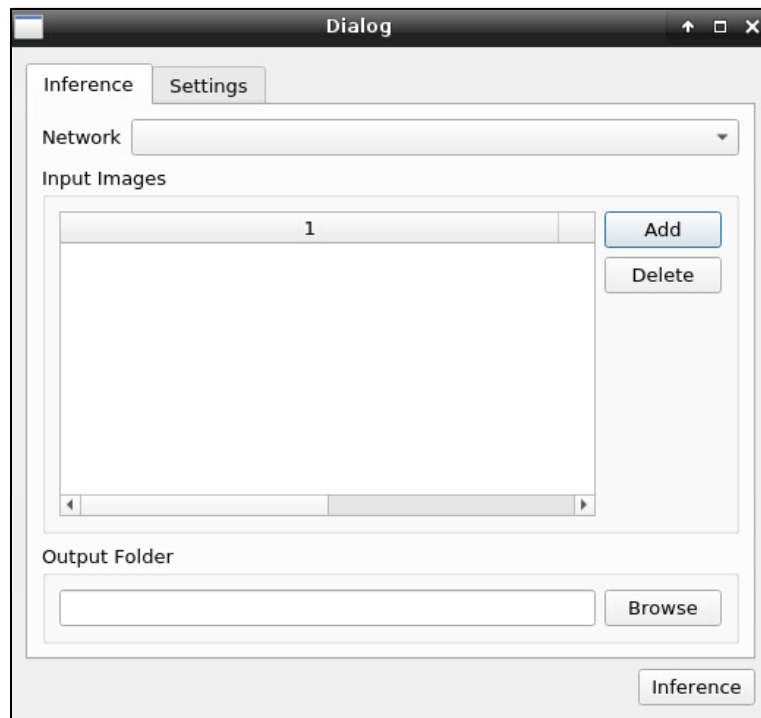 Dialog
Inference Settings
Network
Input Images
1
Add
Delete
Output Folder
Browse
Inference